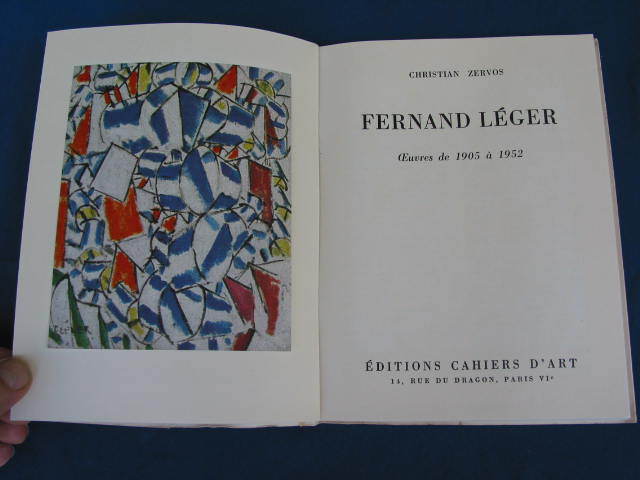 CHRISTIAN ZERVOS
FERNAND LÉGER
Œuvres de 1905 à 1952
ÉDITIONS CAHIERS D'ART
14, RUE DU DRAGON, PARIS VIᵉ